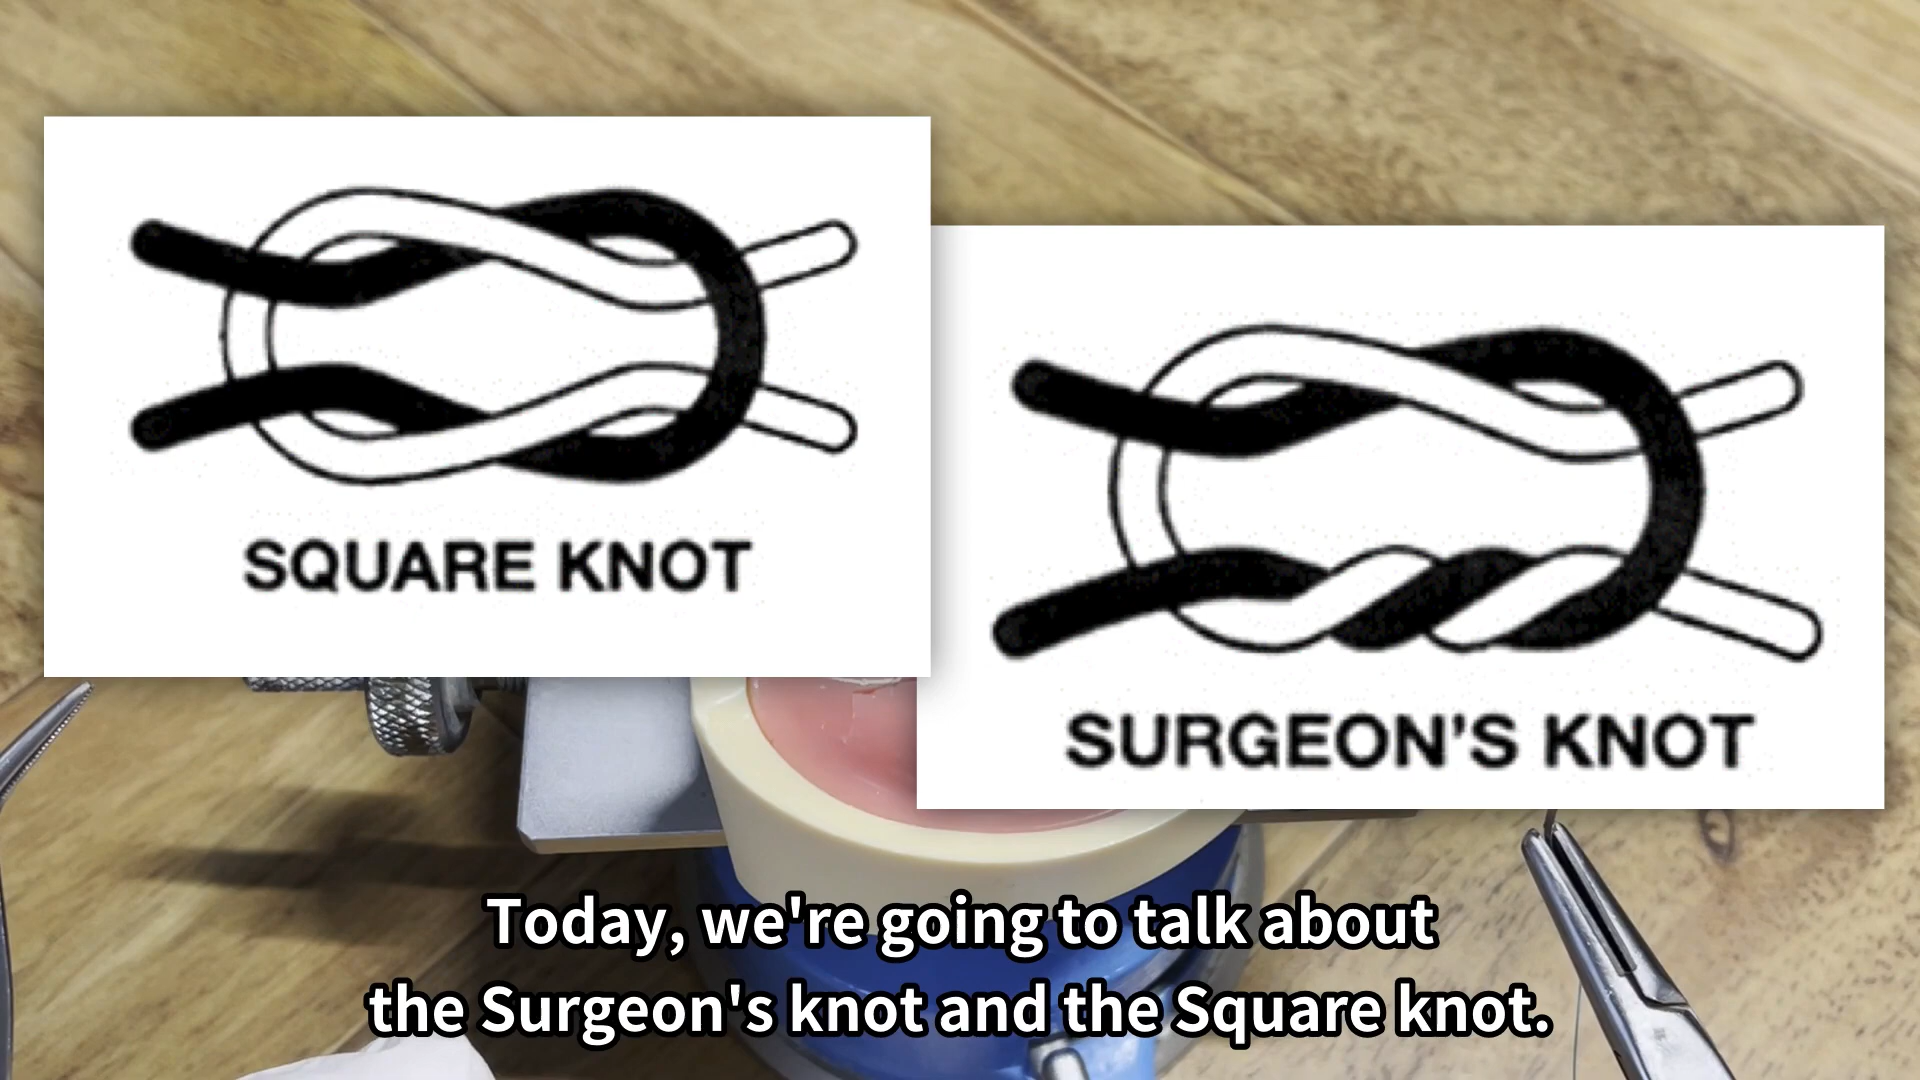 SQUARE KNOT
SURGEON'S KNOT
Today, we're going to talk about
the Surgeon's knot and the Square knot.